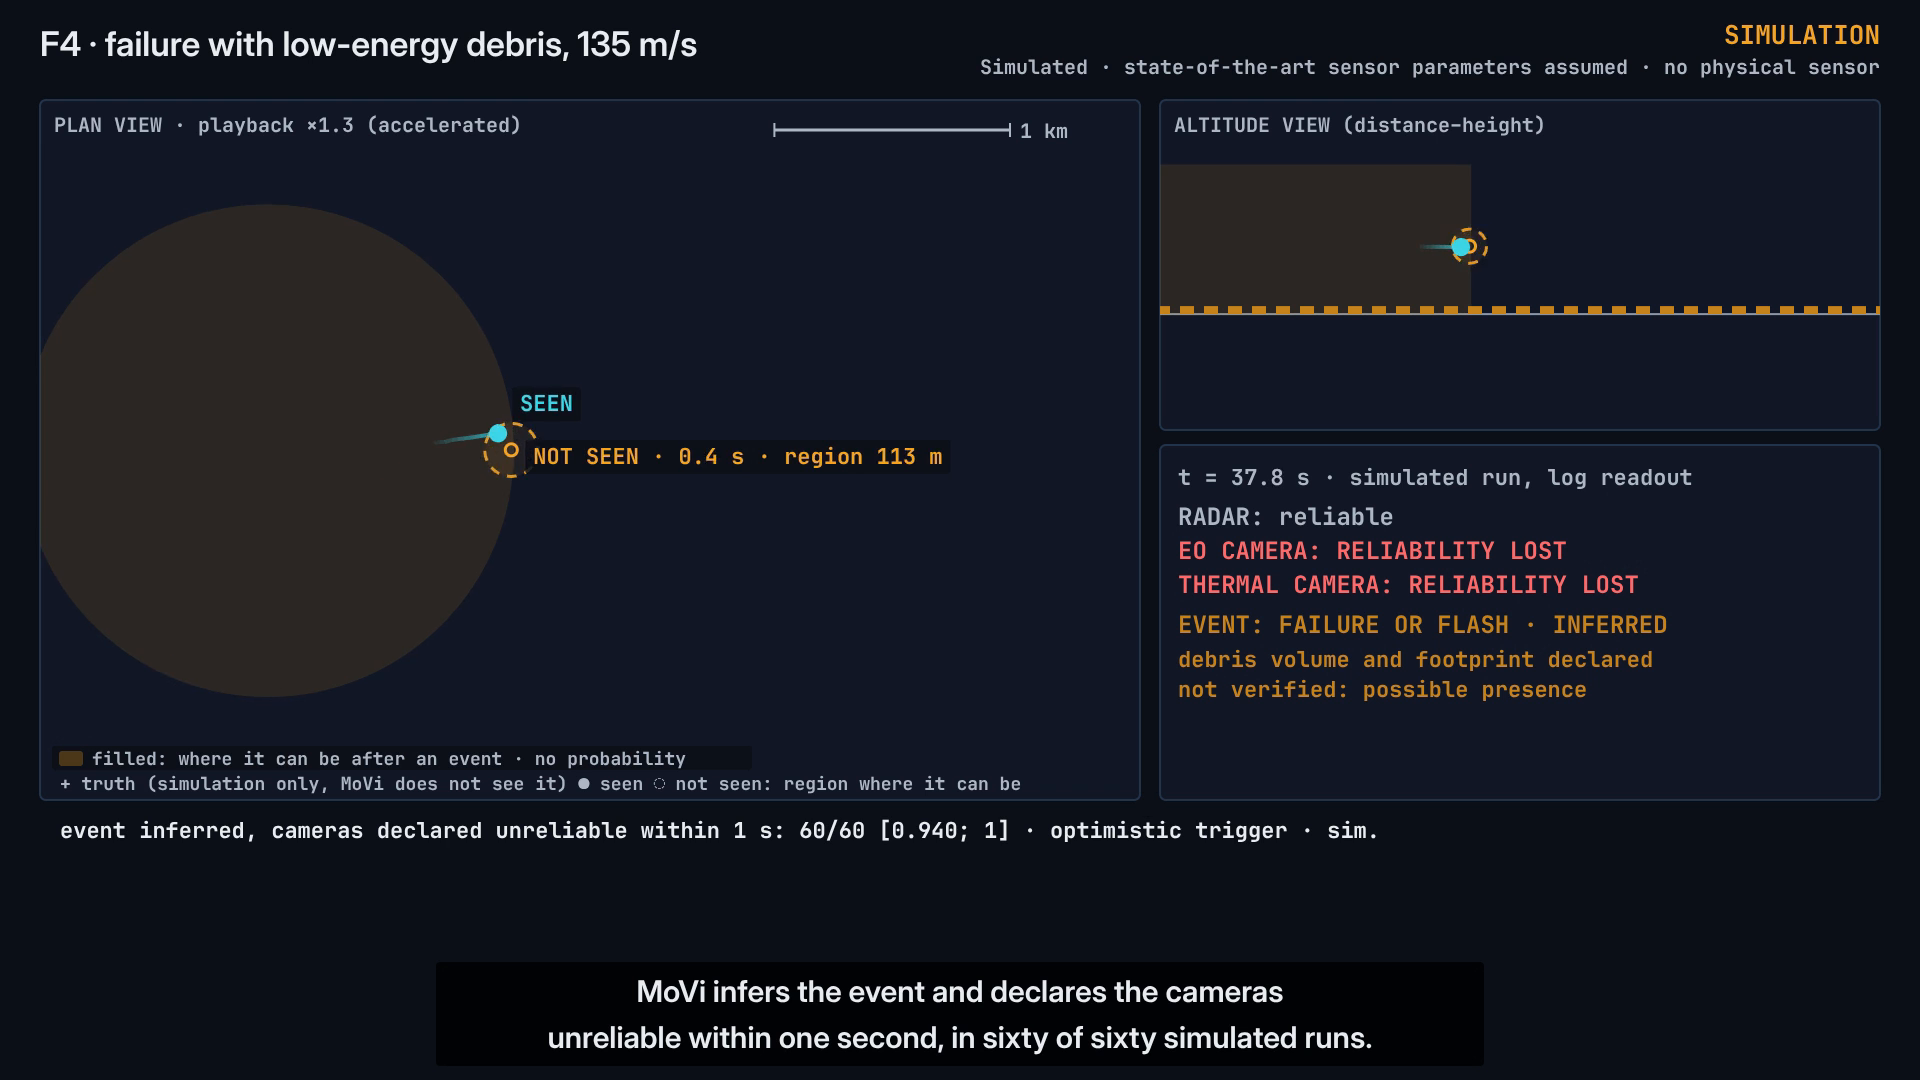 F4 · failure with low-energy debris, 135 m/s
SIMULATION
Simulated · state-of-the-art sensor parameters assumed · no physical sensor
PLAN VIEW · playback ×1.3 (accelerated)
1 km
SEEN
NOT SEEN · 0.4 s · region 113 m
filled: where it can be after an event · no probability
+ truth (simulation only, MoVi does not see it) ● seen ◌ not seen: region where it can be
ALTITUDE VIEW (distance–height)
t = 37.8 s · simulated run, log readout
RADAR: reliable
EO CAMERA: RELIABILITY LOST
THERMAL CAMERA: RELIABILITY LOST
EVENT: FAILURE OR FLASH · INFERRED
debris volume and footprint declared
not verified: possible presence
event inferred, cameras declared unreliable within 1 s: 60/60 [0.940; 1] · optimistic trigger · sim.
MoVi infers the event and declares the cameras
unreliable within one second, in sixty of sixty simulated runs.